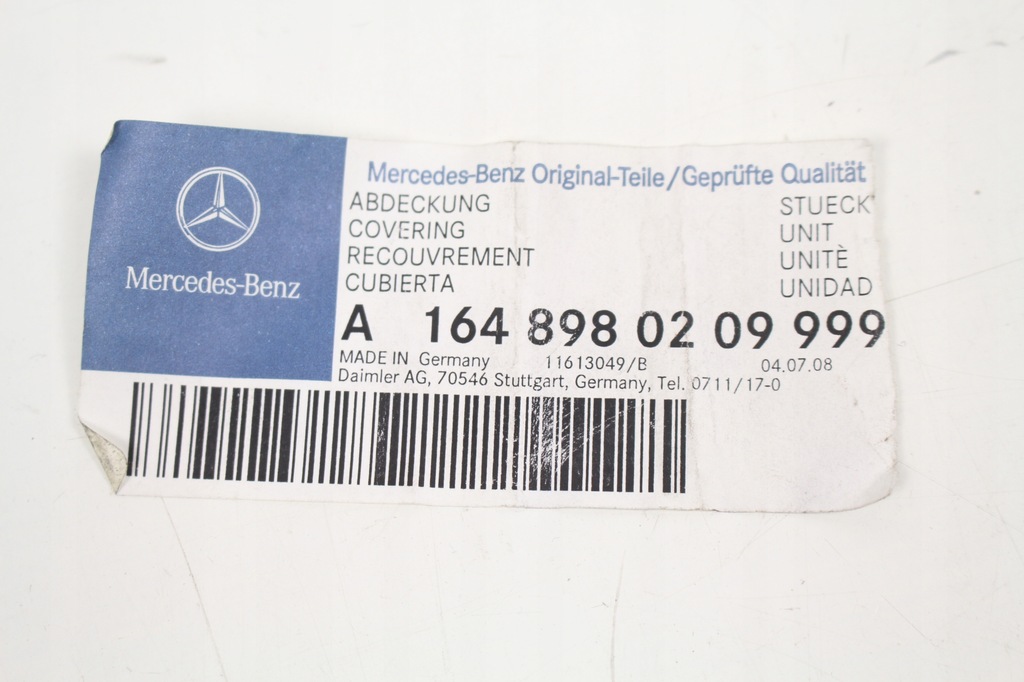 Mercedes-Benz
Mercedes-Benz Original-Teile/Geprüfte Qualität
ABDECKUNG STUECK
COVERING UNIT
RECOUVREMENT UNITÈ
CUBIERTA UNIDAD
A 164 898 02 09 999
MADE IN Germany 11613049/B 04.07.08
Daimler AG, 70546 Stuttgart, Germany, Tel. 0711/17-0